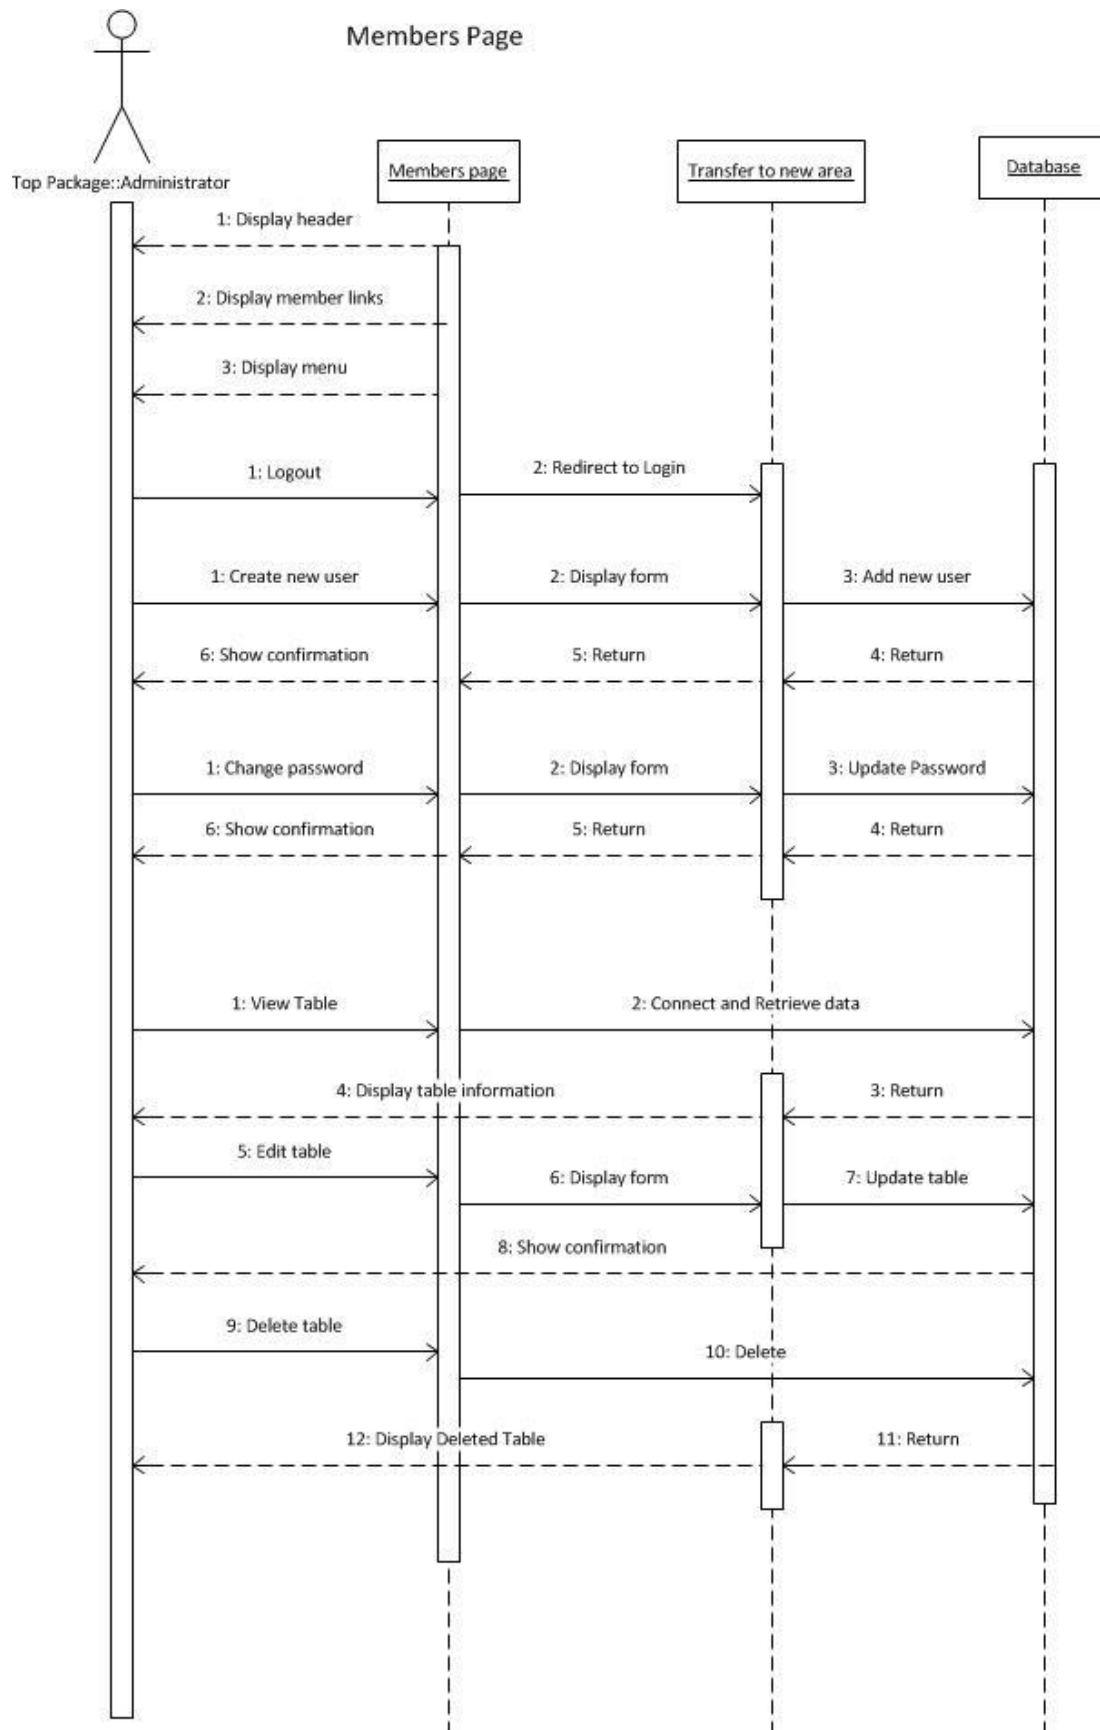 Members Page
Top Package::Administrator
Members page
Transfer to new area
Database
1: Display header
2: Display member links
3: Display menu
1: Logout
2: Redirect to Login
1: Create new user
2: Display form
3: Add new user
6: Show confirmation
5: Return
4: Return
1: Change password
2: Display form
3: Update Password
6: Show confirmation
5: Return
4: Return
1: View Table
2: Connect and Retrieve data
4: Display table information
3: Return
5: Edit table
6: Display form
7: Update table
8: Show confirmation
9: Delete table
10: Delete
12: Display Deleted Table
11: Return